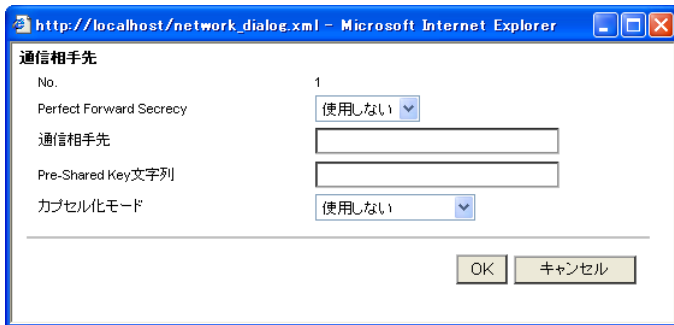 http://localhost/network_dialog.xml - Microsoft Internet Explorer
通信相手先
No. 1
Perfect Forward Secrecy 使用しない
通信相手先
Pre-Shared Key文字列
カプセル化モード 使用しない
OK キャンセル